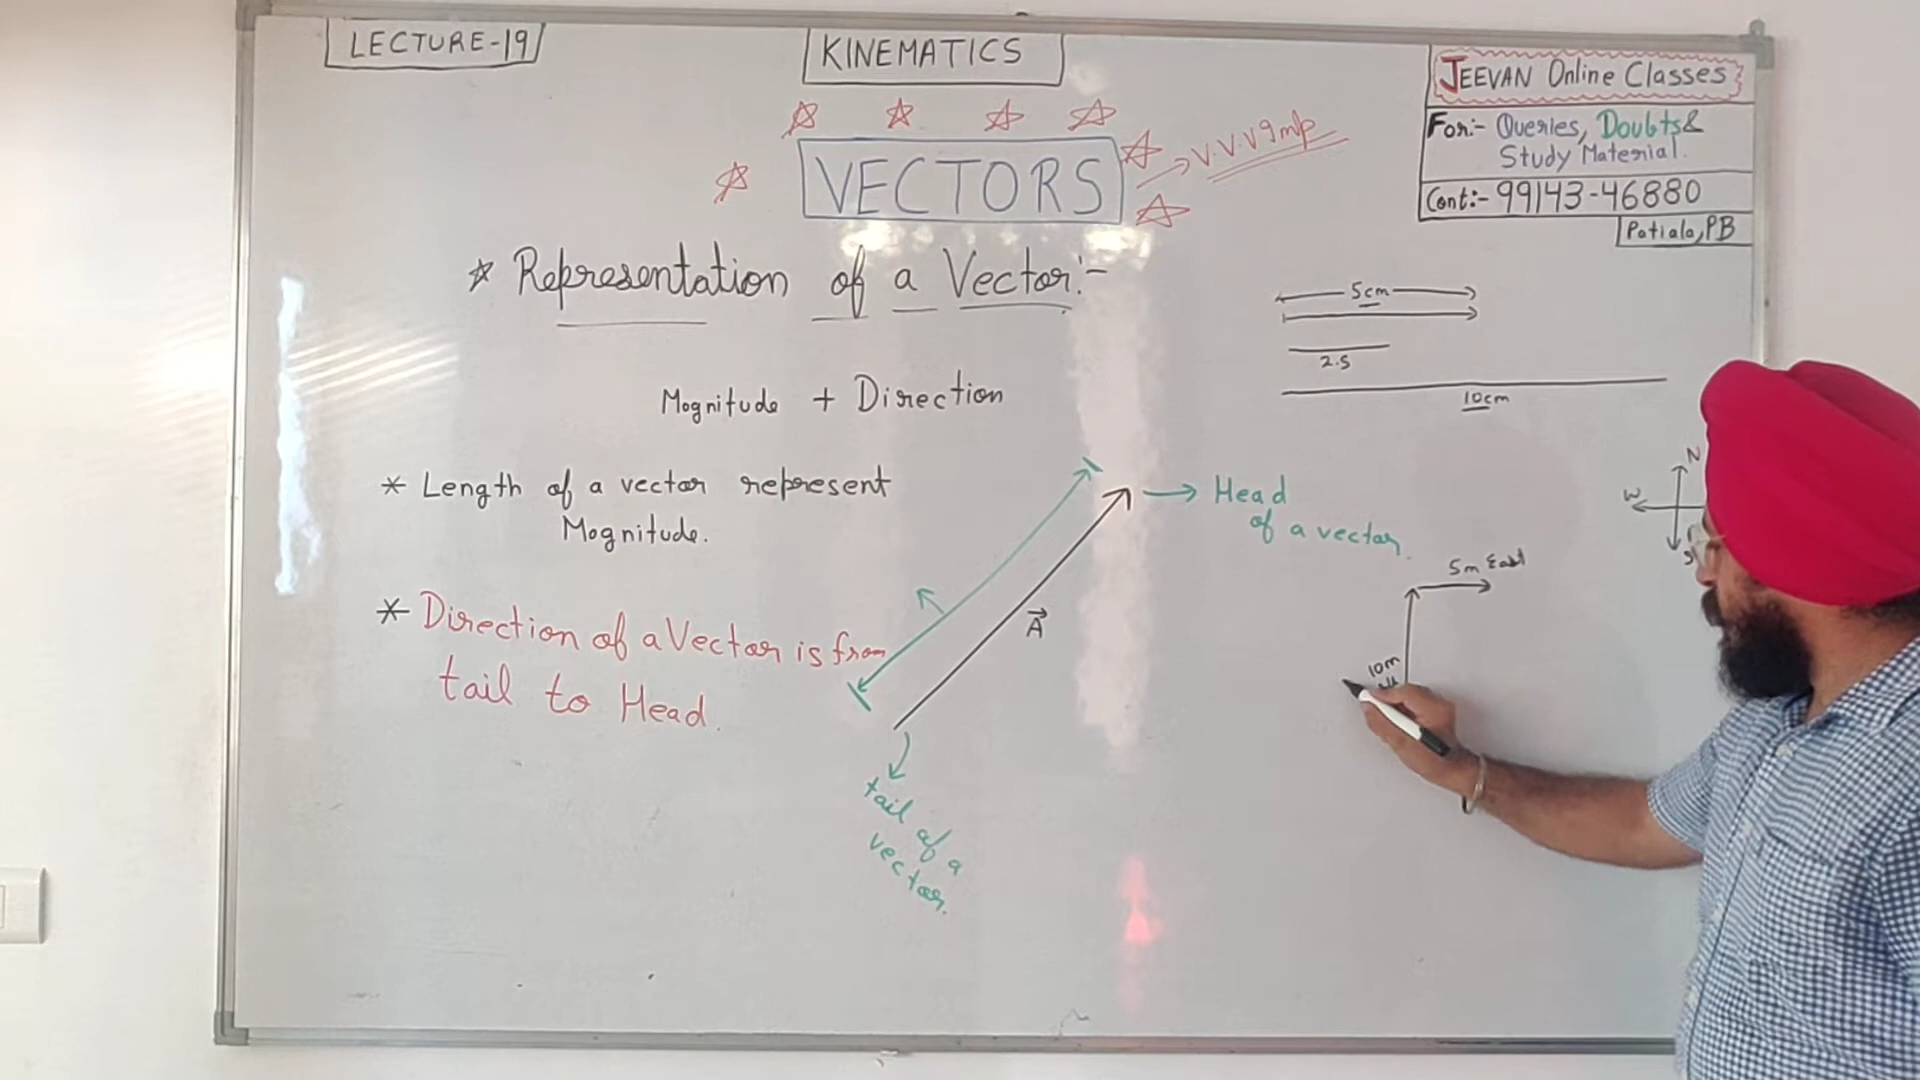 LECTURE-19
KINEMATICS
JEEVAN Online Classes
For:- Queries, Doubts &
Study Material.
Cont:- 99143-46880
Patiala, PB
VECTORS
V.V.V Imp
* Representation of a Vector:-
5cm
2.5
10cm
Magnitude + Direction
* Length of a vector represent
Magnitude.
* Direction of a Vector is from
tail to Head.
A
Head
of a vector.
tail of a
vector.
N
W
S
5m East
10m